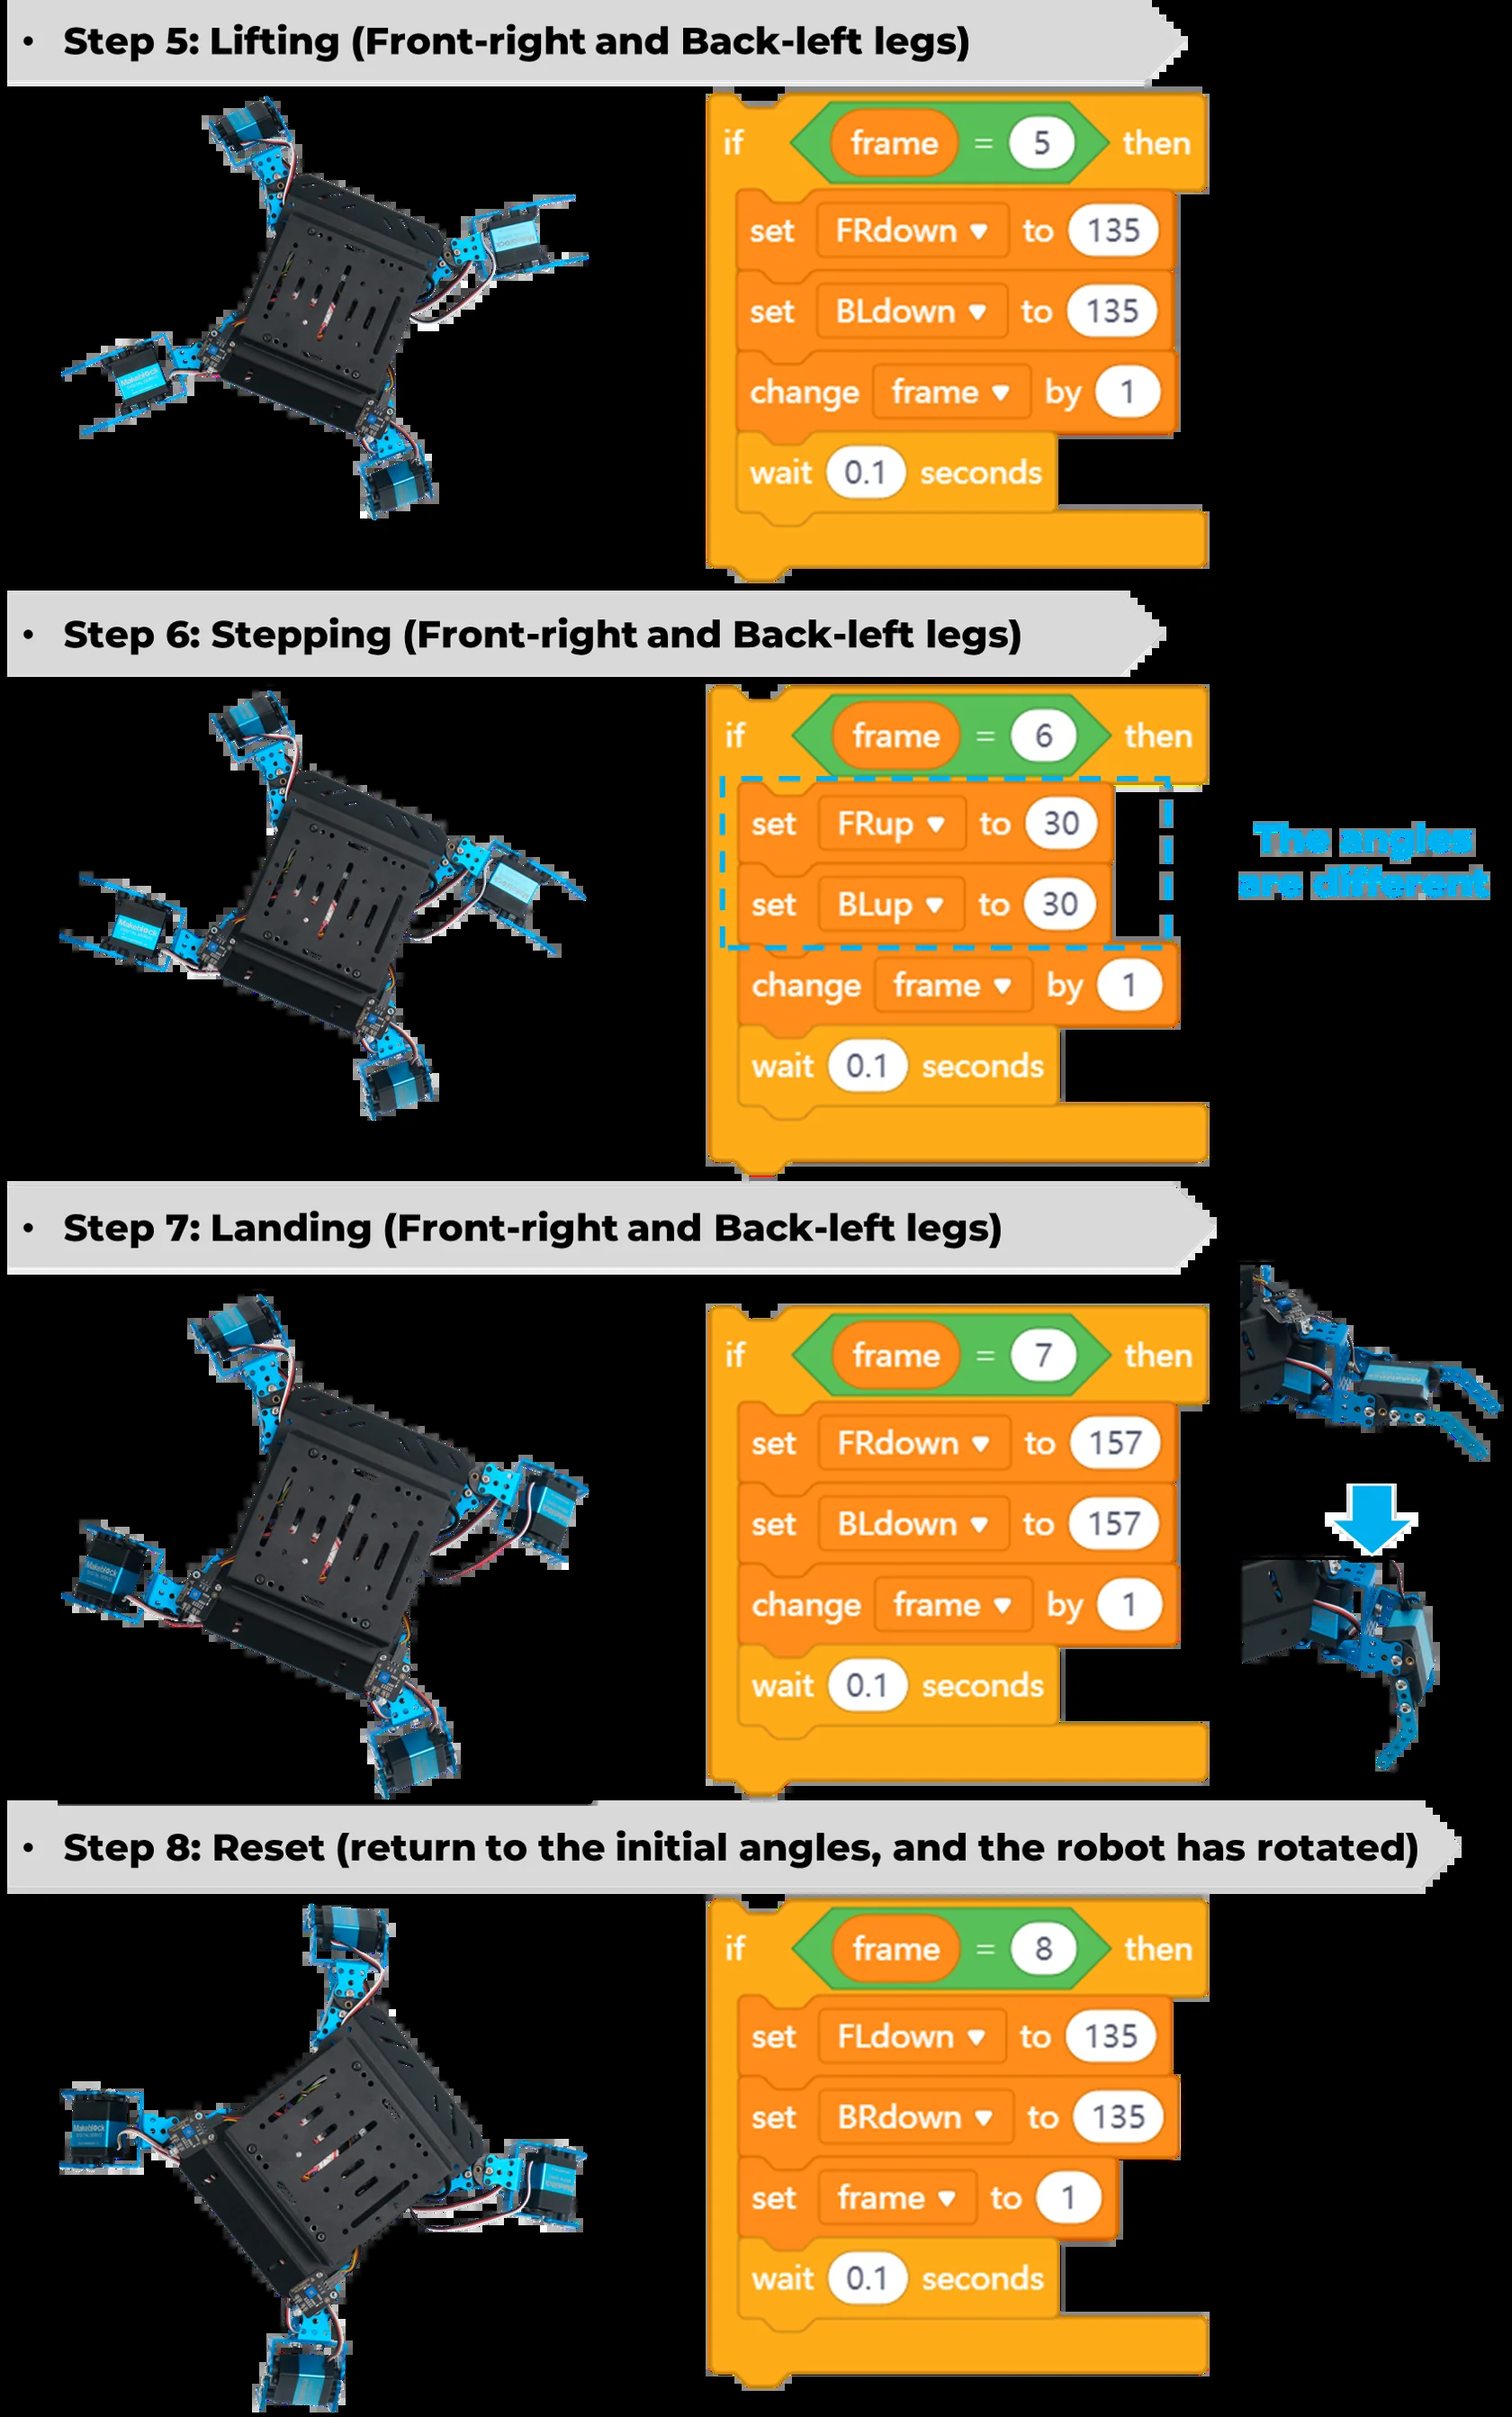 • Step 5: Lifting (Front-right and Back-left legs)
if frame = 5 then
set FRdown to 135
set BLdown to 135
change frame by 1
wait 0.1 seconds
• Step 6: Stepping (Front-right and Back-left legs)
if frame = 6 then
set FRup to 30
set BLup to 30
The angles
are different
change frame by 1
wait 0.1 seconds
• Step 7: Landing (Front-right and Back-left legs)
if frame = 7 then
set FRdown to 157
set BLdown to 157
change frame by 1
wait 0.1 seconds
• Step 8: Reset (return to the initial angles, and the robot has rotated)
if frame = 8 then
set FLdown to 135
set BRdown to 135
set frame to 1
wait 0.1 seconds